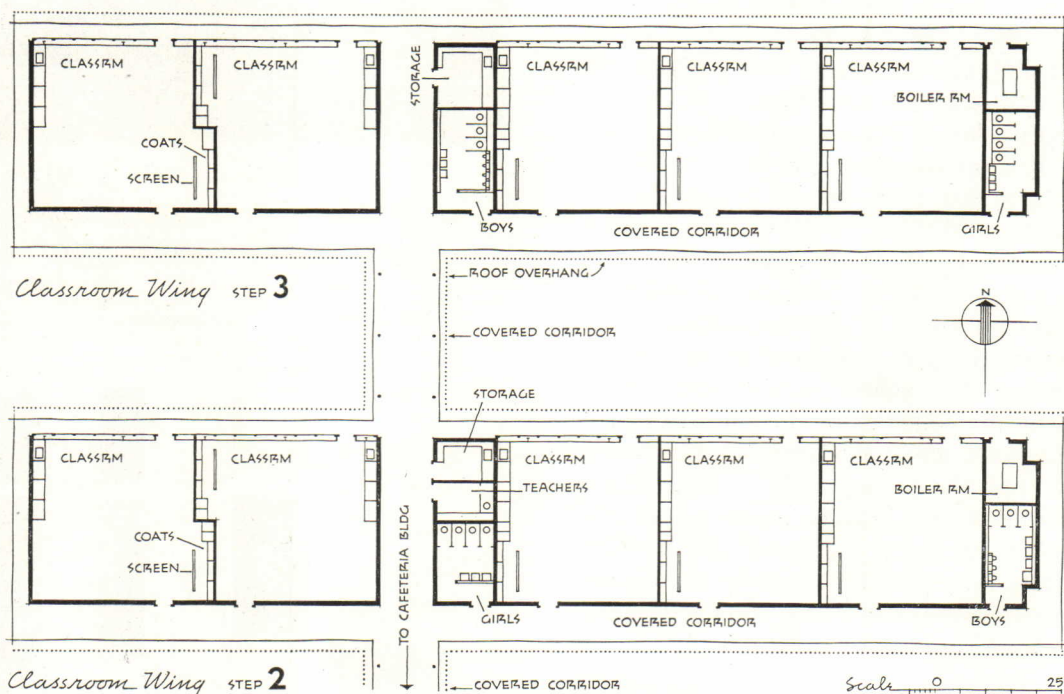 CLASSRM
CLASSRM
STORAGE
CLASSRM
CLASSRM
CLASSRM
BOILER RM
COATS
SCREEN
BOYS
COVERED CORRIDOR
GIRLS
Classroom Wing STEP 3
ROOF OVERHANG
N
COVERED CORRIDOR
STORAGE
CLASSRM
CLASSRM
CLASSRM
CLASSRM
CLASSRM
TEACHERS
BOILER RM
COATS
SCREEN
TO CAFETERIA BLDG
GIRLS
COVERED CORRIDOR
BOYS
Classroom Wing STEP 2
COVERED CORRIDOR
Scale 0 25